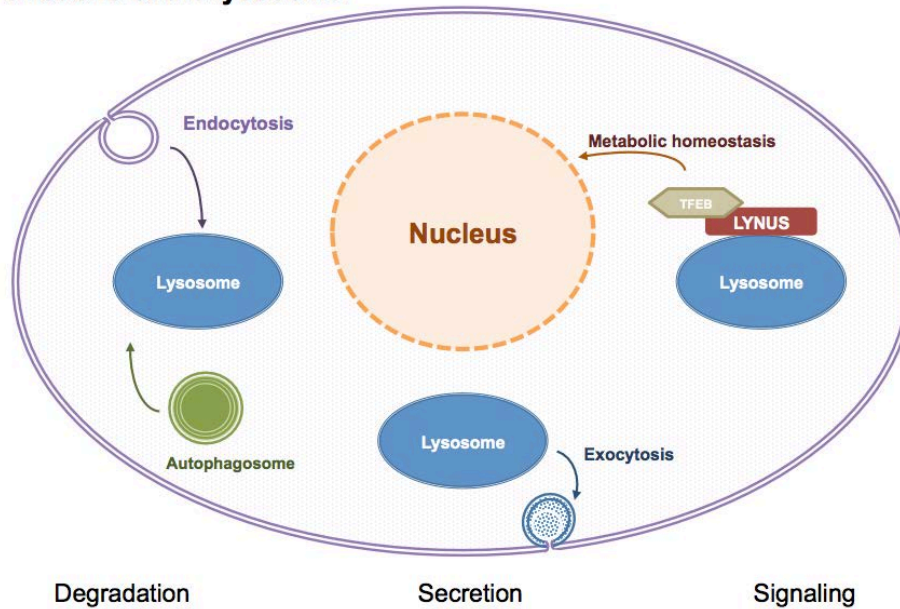 Endocytosis
Metabolic homeostasis
TFEB
LYNUS
Nucleus
Lysosome
Lysosome
Lysosome
Exocytosis
Autophagosome
Degradation Secretion Signaling